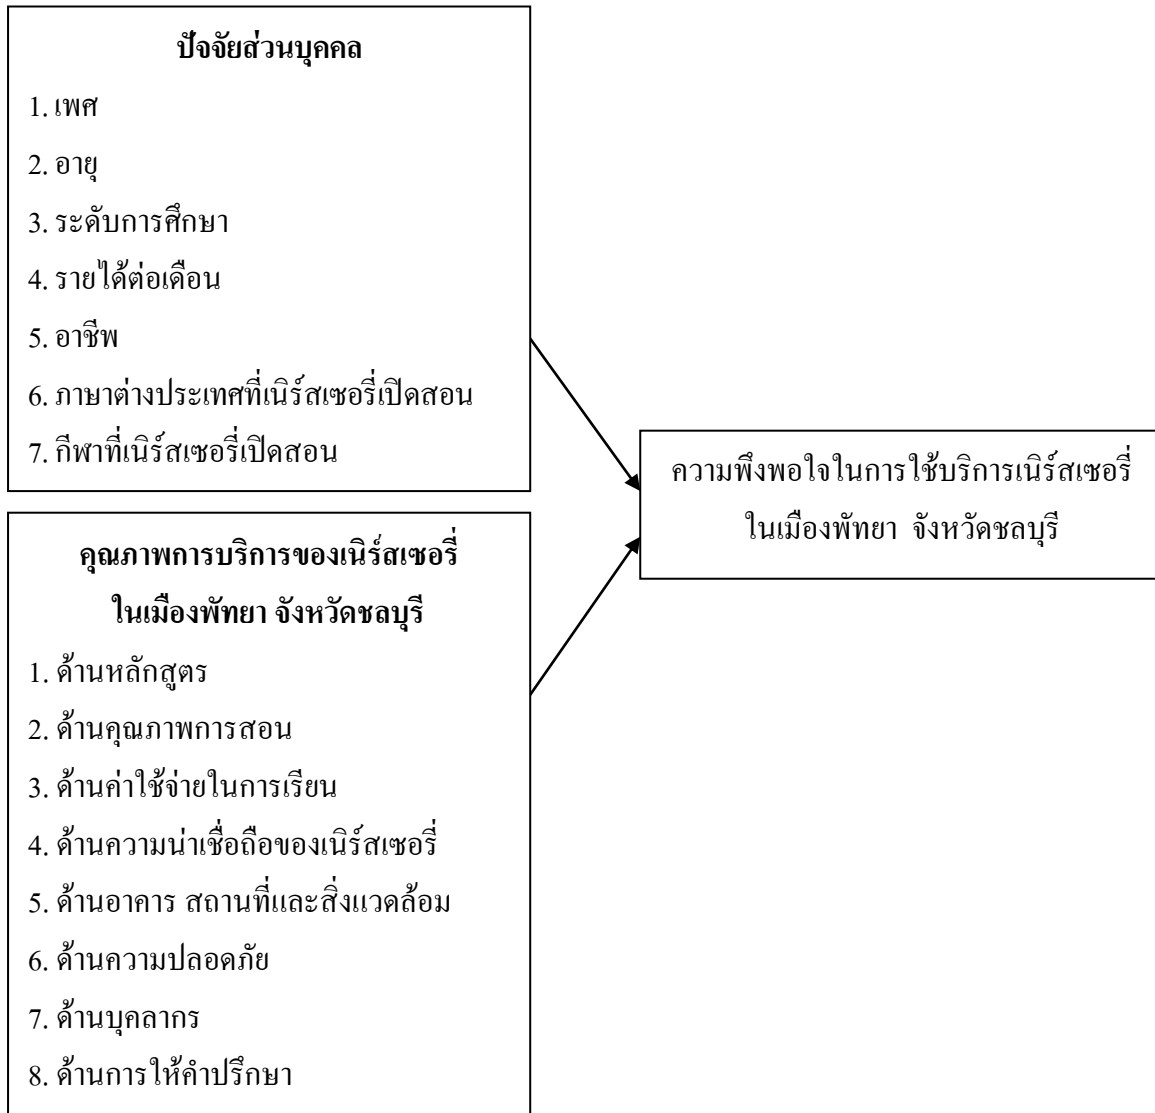 ปัจจัยส่วนบุคคล
1. เพศ
2. อายุ
3. ระดับการศึกษา
4. รายได้ต่อเดือน
5. อาชีพ
6. ภาษาต่างประเทศที่เนิร์สเซอรี่เปิดสอน
7. กีฬาที่เนิร์สเซอรี่เปิดสอน
ความพึงพอใจในการใช้บริการเนิร์สเซอรี่
ในเมืองพัทยา จังหวัดชลบุรี
คุณภาพการบริการของเนิร์สเซอรี่
ในเมืองพัทยา จังหวัดชลบุรี
1. ด้านหลักสูตร
2. ด้านคุณภาพการสอน
3. ด้านค่าใช้จ่ายในการเรียน
4. ด้านความน่าเชื่อถือของเนิร์สเซอรี่
5. ด้านอาคาร สถานที่และสิ่งแวดล้อม
6. ด้านความปลอดภัย
7. ด้านบุคลากร
8. ด้านการให้คำปรึกษา